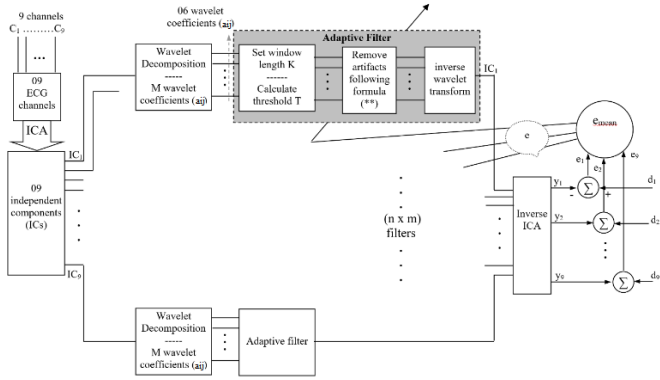 9 channels
C1 ......... C9
...
09
ECG
channels
ICA
09
independent
components
(ICs)
IC1
IC9
06 wavelet
coefficients (aij)
Wavelet
Decomposition
-----
M wavelet
coefficients (aij)
Adaptive Filter
Set window
length K
------
Calculate
threshold T
Remove
artifacts
following
formula
(**)
inverse
wavelet
transform
IC1
(n x m)
filters
Wavelet
Decomposition
-----
M wavelet
coefficients (aij)
Adaptive filter
Inverse
ICA
e
emean
e1
e2
e9
y1
-
∑
+
d1
y2
∑
d2
y9
∑
d9